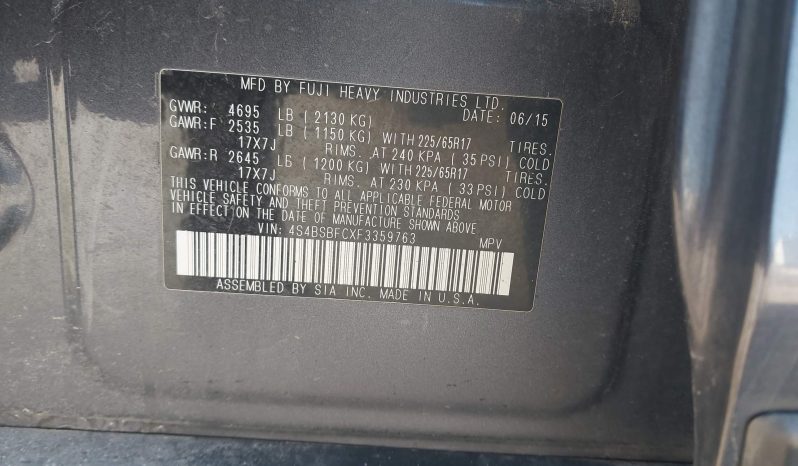 MFD BY FUJI HEAVY INDUSTRIES LTD.
GVWR: 4695 LB ( 2130 KG) DATE: 06/15
GAWR:F 2535 LB ( 1150 KG) WITH 225/65R17 TIRES.
17X7J RIMS. AT 240 KPA ( 35 PSI) COLD
GAWR:R 2645 LB ( 1200 KG) WITH 225/65R17 TIRES.
17X7J RIMS. AT 230 KPA ( 33 PSI) COLD
THIS VEHICLE CONFORMS TO ALL APPLICABLE FEDERAL MOTOR
VEHICLE SAFETY AND THEFT PREVENTION STANDARDS
IN EFFECT ON THE DATE OF MANUFACTURE SHOWN ABOVE
VIN: 4S4BSBFCXF3359763 MPV
ASSEMBLED BY SIA INC. MADE IN U.S.A.